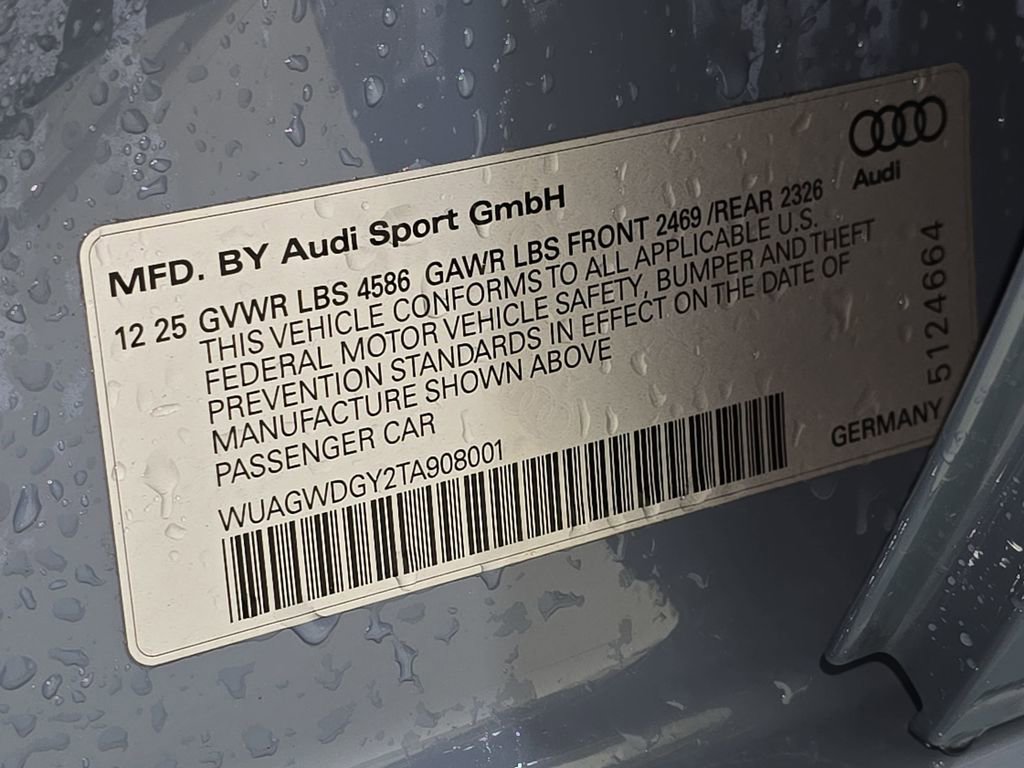 MFD. BY Audi Sport GmbH
Audi
12 25 GVWR LBS 4586 GAWR LBS FRONT 2469 /REAR 2326
THIS VEHICLE CONFORMS TO ALL APPLICABLE U.S.
FEDERAL MOTOR VEHICLE SAFETY, BUMPER AND THEFT
PREVENTION STANDARDS IN EFFECT ON THE DATE OF
MANUFACTURE SHOWN ABOVE
PASSENGER CAR
WUAGWDGY2TA908001
GERMANY
5124664